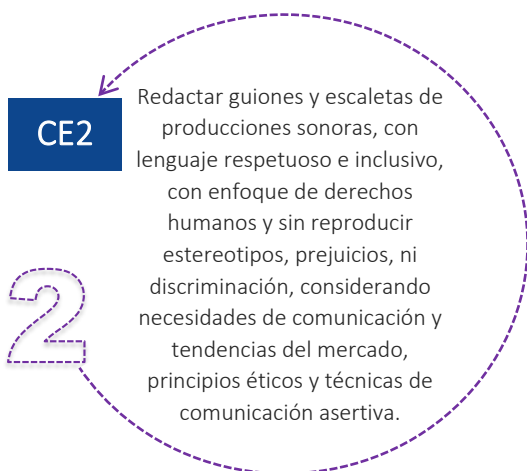 CE2
Redactar guiones y escaletas de
producciones sonoras, con
lenguaje respetuoso e inclusivo,
con enfoque de derechos
humanos y sin reproducir
estereotipos, prejuicios, ni
discriminación, considerando
necesidades de comunicación y
tendencias del mercado,
principios éticos y técnicas de
comunicación asertiva.
2